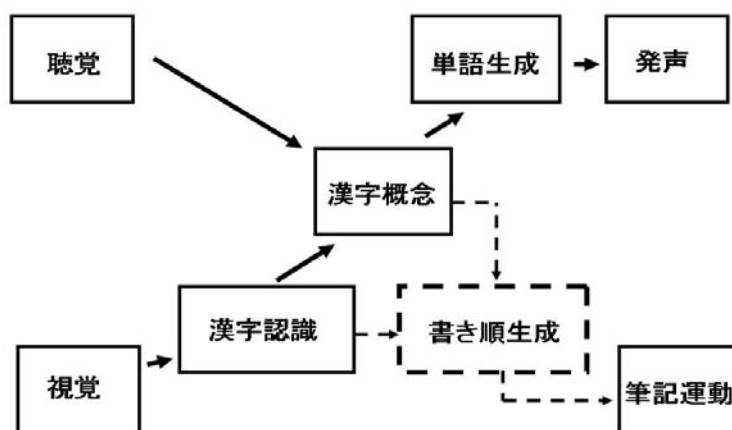 聴覚
単語生成
発声
漢字概念
漢字認識
書き順生成
視覚
筆記運動